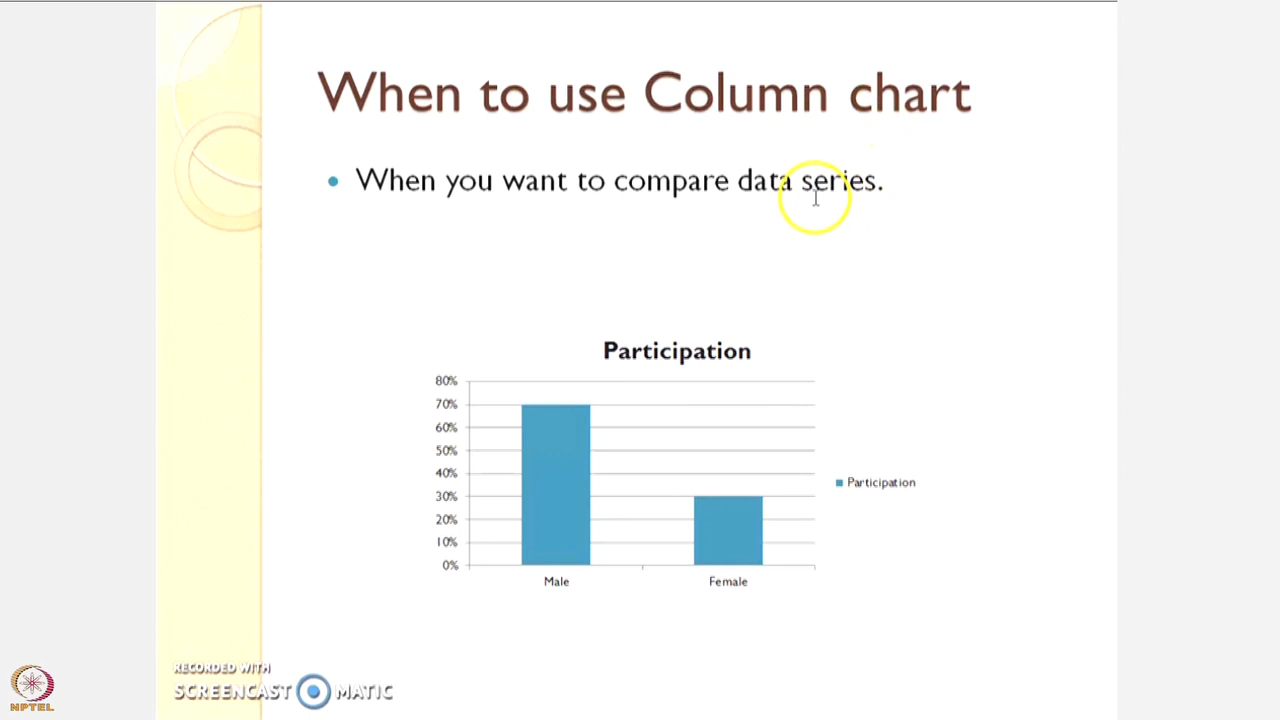 When to use Column chart
• When you want to compare data series.
Participation
80%
70%
60%
50%
40%
30%
20%
10%
0%
Male Female
Participation
RECORDED WITH
SCREENCAST MATIC
NPTEL